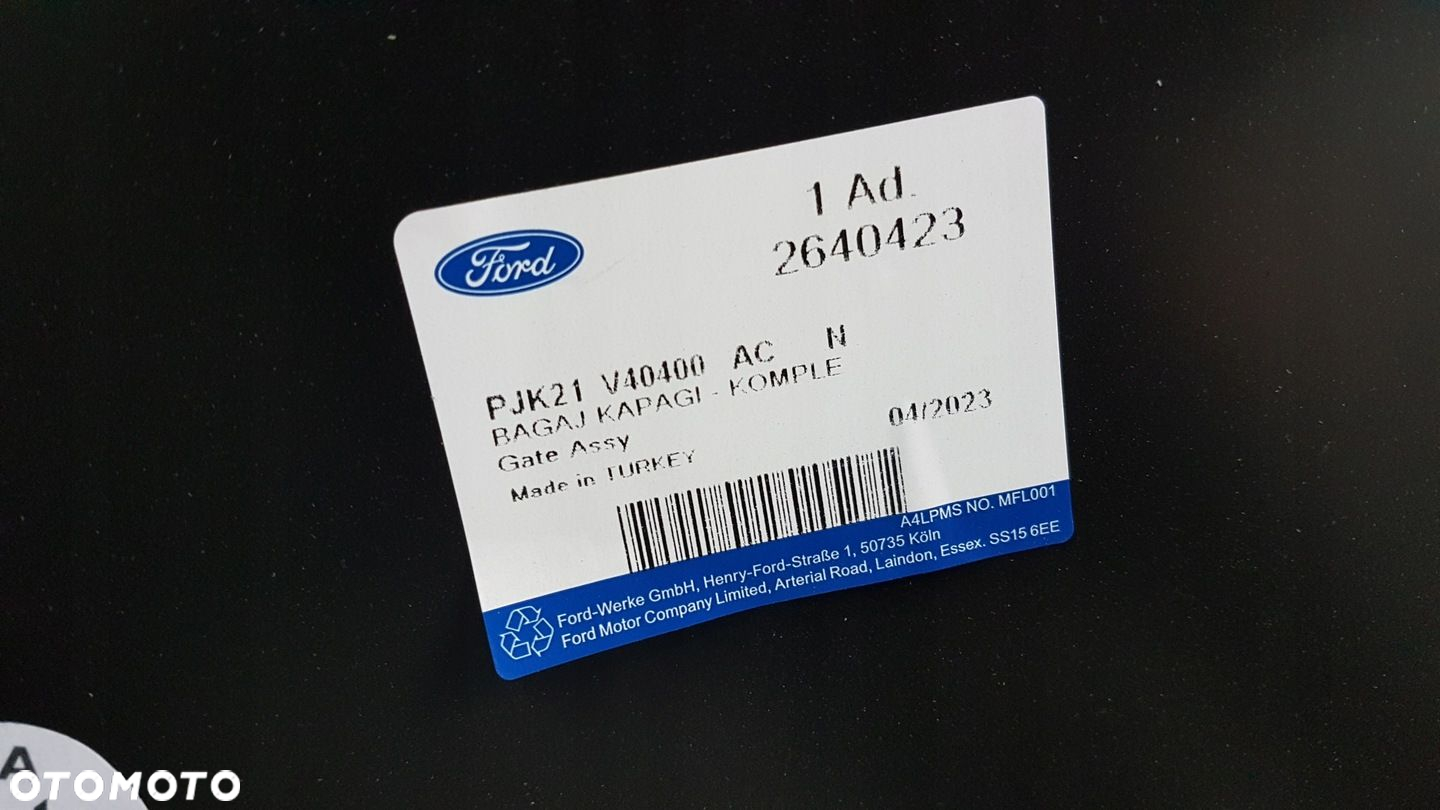 Ford
1 Ad.
2640423
PJK21 V40400 AC N
BAGAJ KAPAGI - KOMPLE
Gate Assy
04/2023
Made in TURKEY
A4LPMS NO. MFL001
Ford-Werke GmbH, Henry-Ford-Straße 1, 50735 Köln
Ford Motor Company Limited, Arterial Road, Laindon, Essex. SS15 6EE
A
OTOMOTO